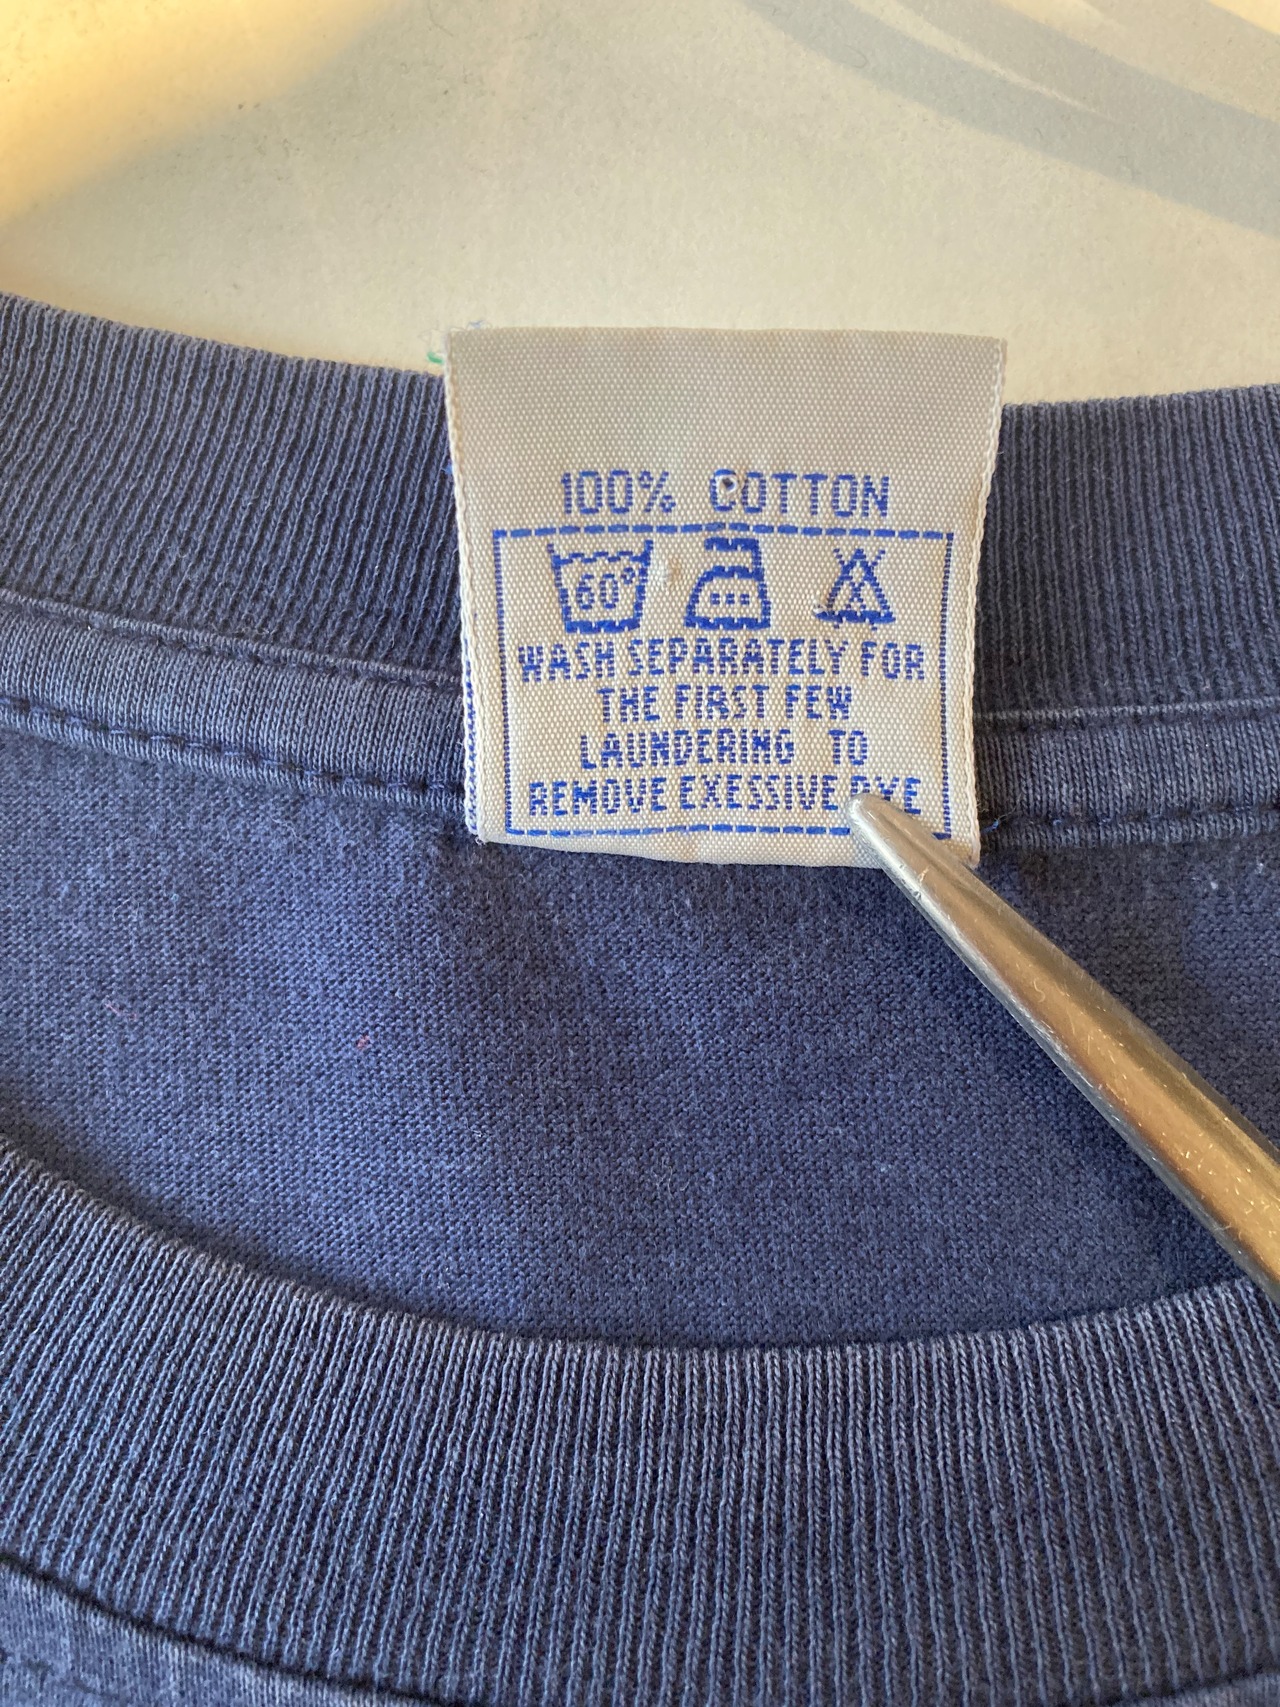 100% COTTON
60°
WASH SEPARATELY FOR
THE FIRST FEW
LAUNDERING TO
REMOVE EXESSIVE DYE